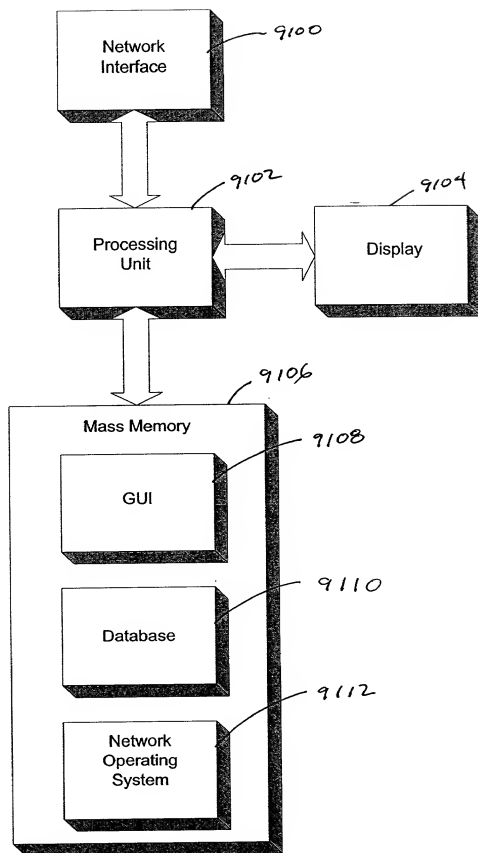 9100
Network
Interface
9102
9104
Processing
Unit
Display
9106
Mass Memory
9108
GUI
9110
Database
9112
Network
Operating
System